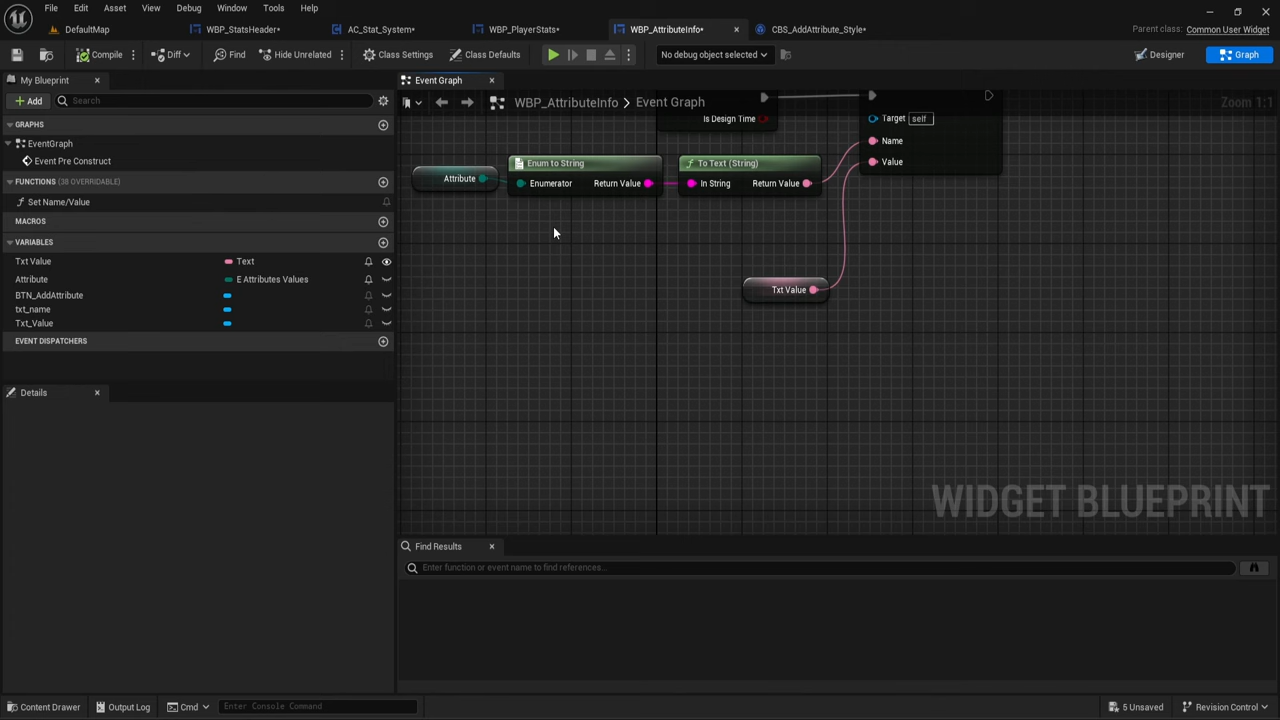 File Edit Asset View Debug Window Tools Help
DefaultMap WBP_StatsHeader* AC_Stat_System* WBP_PlayerStats* WBP_AttributeInfo* CBS_AddAttribute_Style* Parent class: Common User Widget
Compile Diff Find Hide Unrelated Class Settings Class Defaults No debug object selected Designer Graph
My Blueprint Event Graph
Add Search WBP_AttributeInfo > Event Graph Zoom 1:1
GRAPHS
EventGraph
Event Pre Construct
FUNCTIONS (38 OVERRIDABLE)
Set Name/Value
MACROS
VARIABLES
Txt Value Text
Attribute E Attributes Values
BTN_AddAttribute
txt_name
Txt_Value
EVENT DISPATCHERS
Details
Is Design Time Target self
Name
Value
Enum to String To Text (String)
Attribute Enumerator Return Value In String Return Value
Txt Value
WIDGET BLUEPRINT
Find Results
Enter function or event name to find references...
Content Drawer Output Log Cmd Enter Console Command 5 Unsaved Revision Control